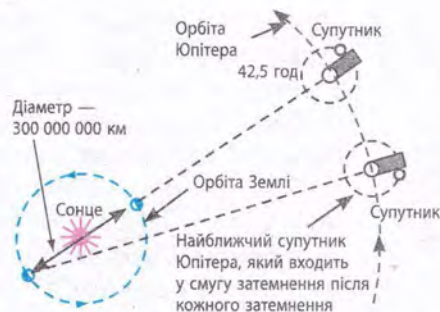 Орбіта
Юпітера
Супутник
42,5 год
Діаметр —
300 000 000 км
Орбіта Землі
Сонце
Супутник
Найближчий супутник
Юпітера, який входить
у смугу затемнення після
кожного затемнення